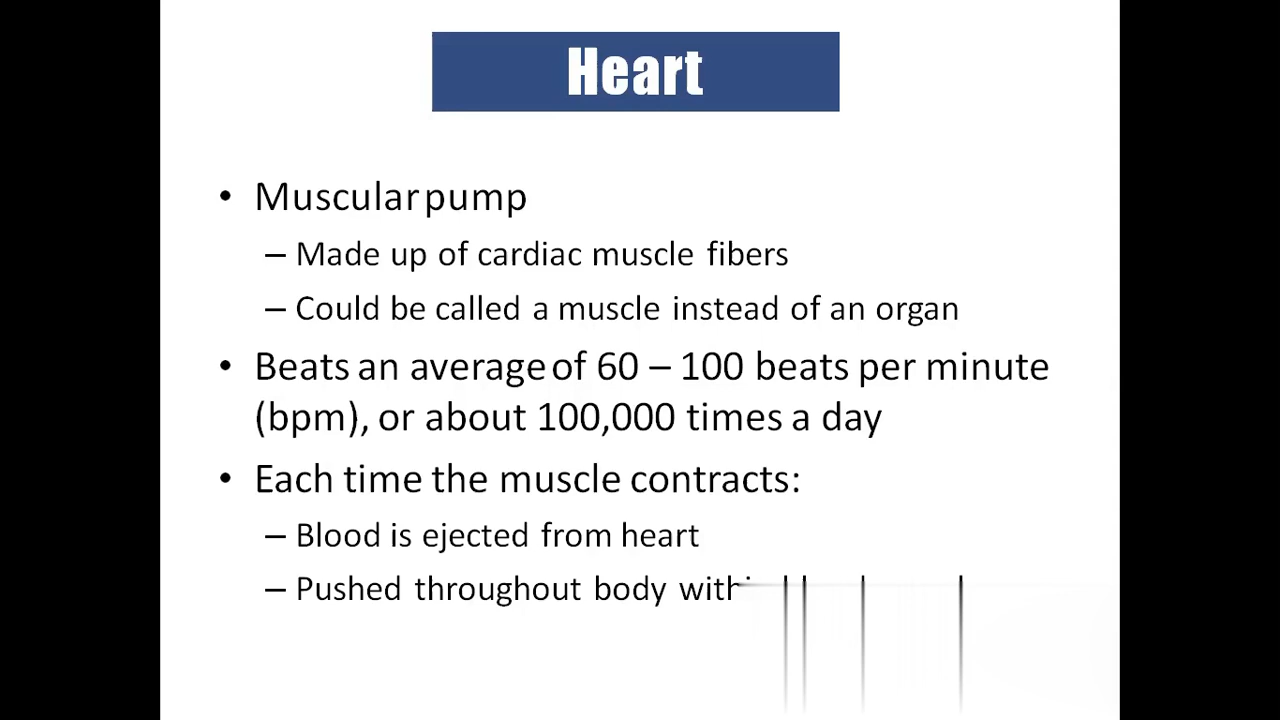 Heart
• Muscular pump
– Made up of cardiac muscle fibers
– Could be called a muscle instead of an organ
• Beats an average of 60 – 100 beats per minute
(bpm), or about 100,000 times a day
• Each time the muscle contracts:
– Blood is ejected from heart
– Pushed throughout body